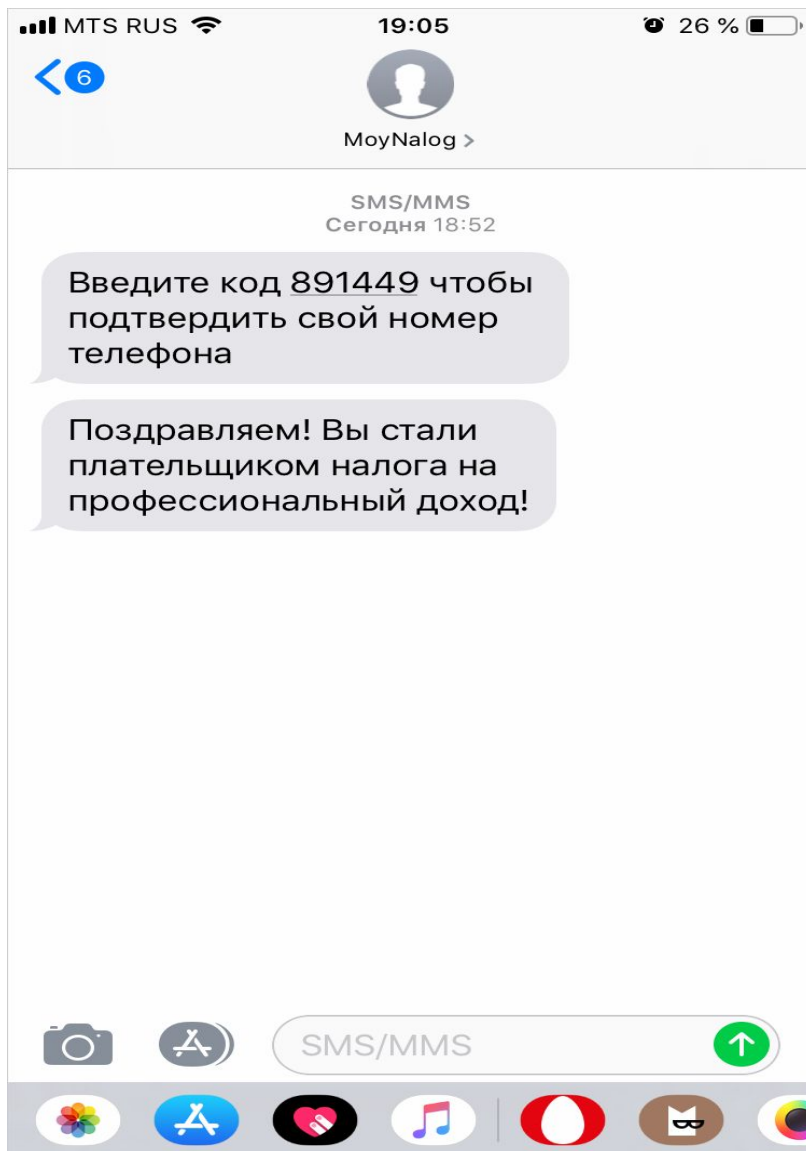 MTS RUS 19:05 26 %
6
MoyNalog >
SMS/MMS
Сегодня 18:52
Введите код 891449 чтобы
подтвердить свой номер
телефона
Поздравляем! Вы стали
плательщиком налога на
профессиональный доход!
SMS/MMS